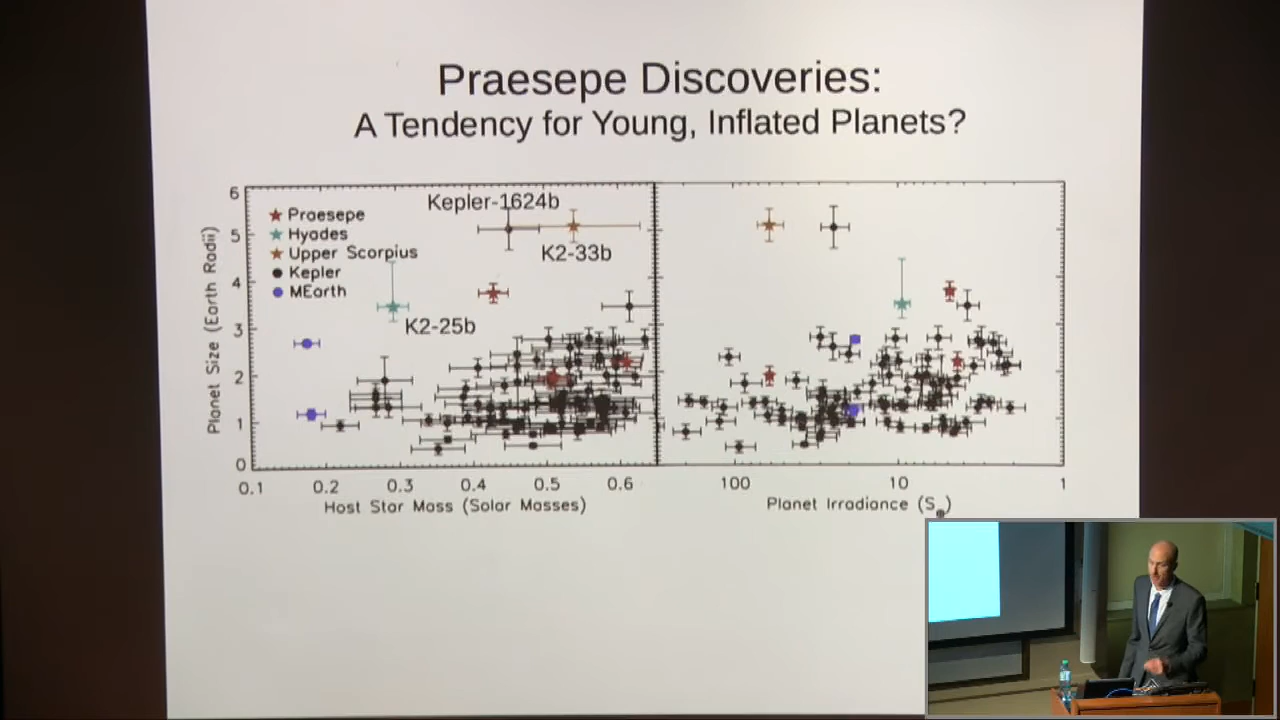 Praesepe Discoveries:
A Tendency for Young, Inflated Planets?
Planet Size (Earth Radii)
6
5
4
3
2
1
0
Praesepe
Hyades
Upper Scorpius
Kepler
MEarth
Kepler-1624b
K2-33b
K2-25b
0.1 0.2 0.3 0.4 0.5 0.6
Host Star Mass (Solar Masses)
100 10 1
Planet Irradiance (S⊕)